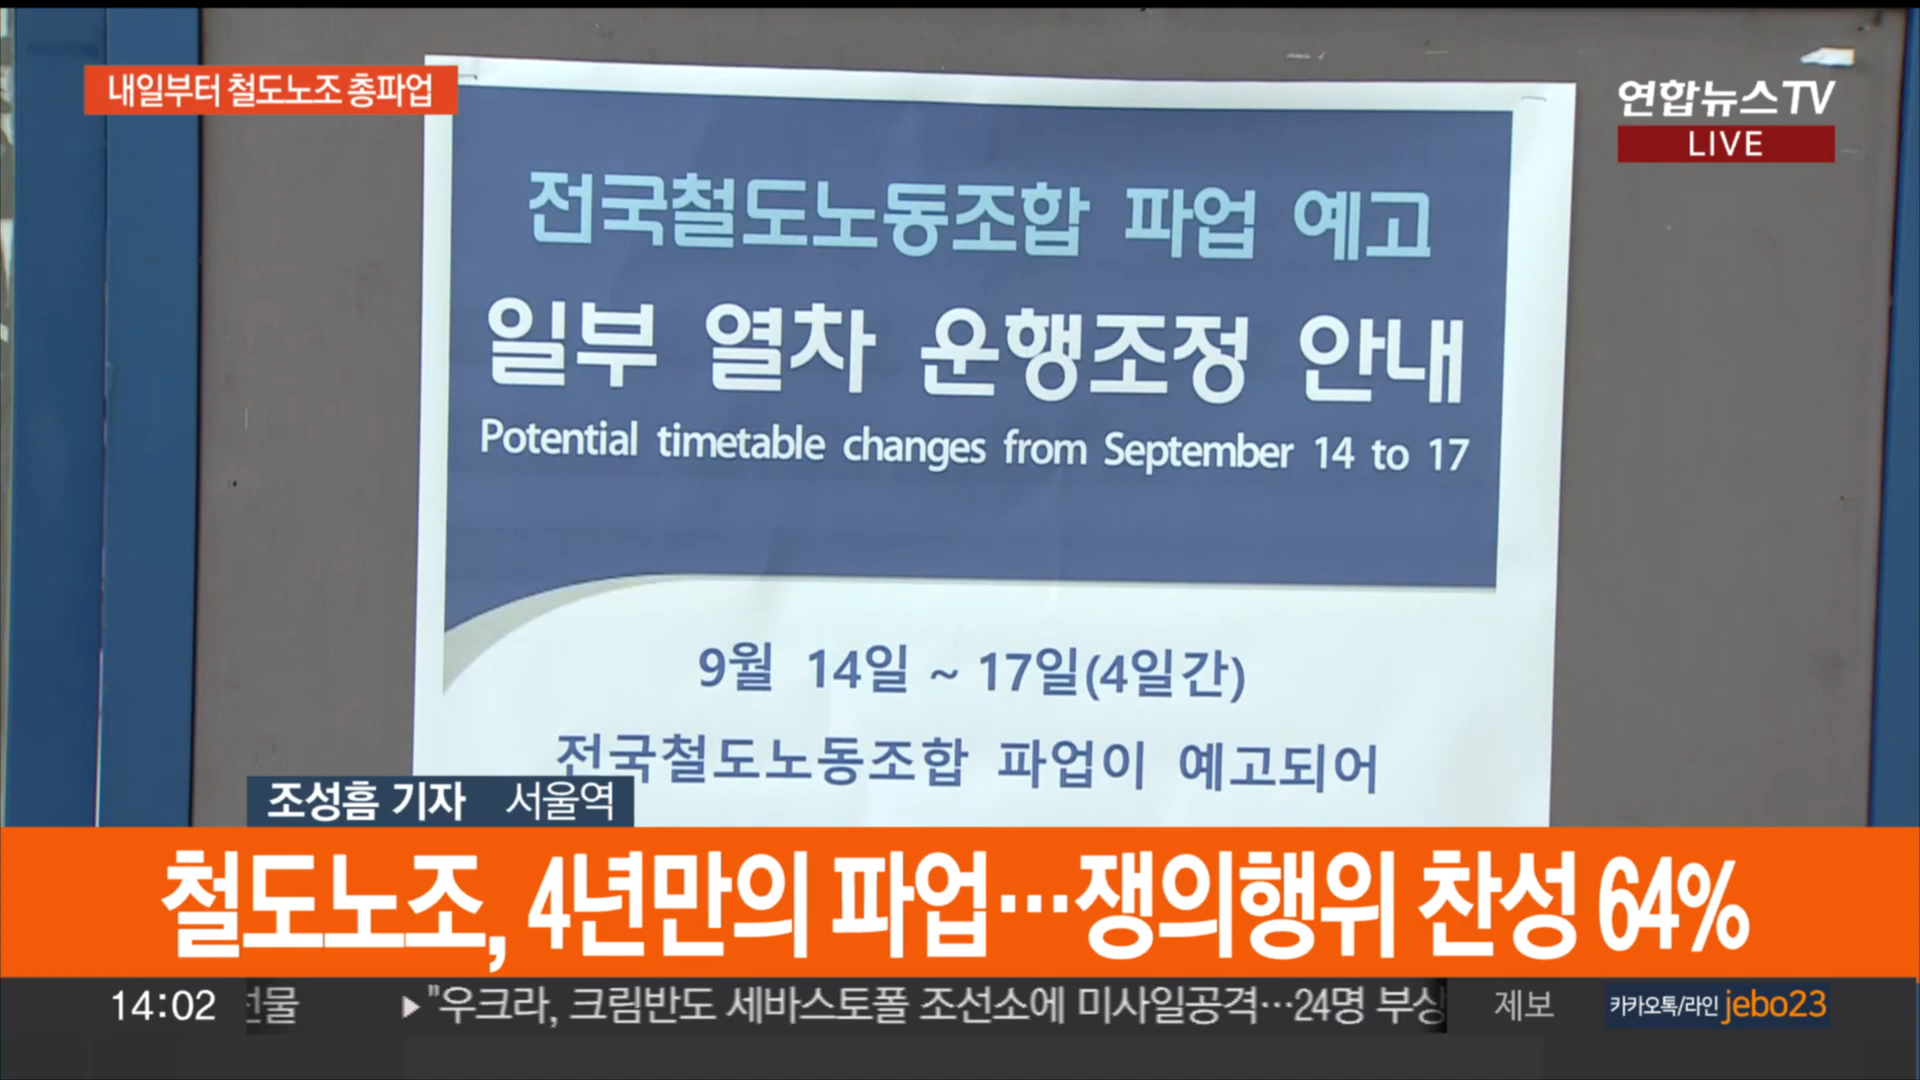 내일부터 철도노조 총파업
연합뉴스TV
LIVE
전국철도노동조합 파업 예고
일부 열차 운행조정 안내
Potential timetable changes from September 14 to 17
9월 14일 ~ 17일(4일간)
전국철도노동조합 파업이 예고되어
조성흠 기자 서울역
철도노조, 4년만의 파업…쟁의행위 찬성 64%
14:02 ▶"우크라, 크림반도 세바스토폴 조선소에 미사일공격…24명 부상 제보 카카오톡/라인 jebo23